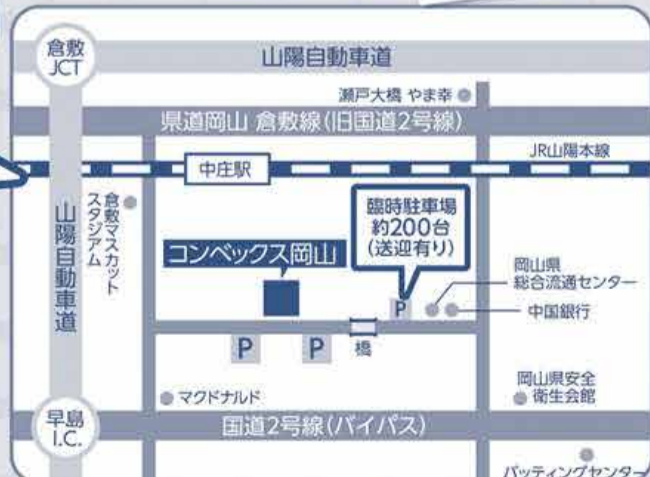 倉敷
JCT
山陽自動車道
瀬戸大橋 やま幸
県道岡山 倉敷線(旧国道2号線)
JR山陽本線
中庄駅
倉敷マスカット
スタジアム
山陽自動車道
臨時駐車場
約200台
(送迎有り)
コンベックス岡山
岡山県
総合流通センター
P
中国銀行
P
P
橋
岡山県安全
衛生会館
マクドナルド
早島
I.C.
国道2号線(バイパス)
バッティングセンター